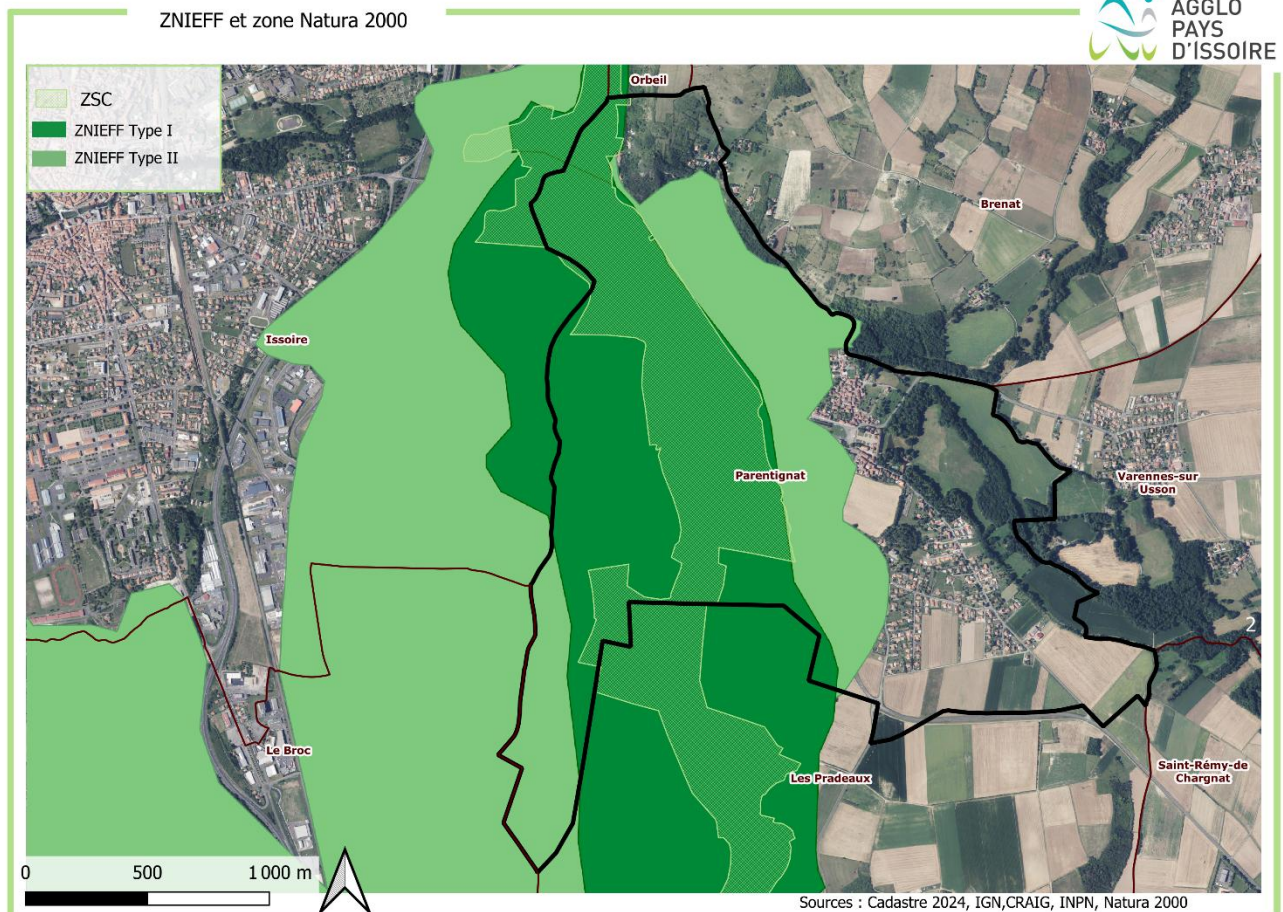 ZNIEFF et zone Natura 2000
AGGLO
PAYS
D'ISSOIRE
ZSC
ZNIEFF Type I
ZNIEFF Type II
Orbeil
Brenat
Issoire
Parentignat
Varennes-sur
Usson
2
Le Broc
Les Pradeaux
Saint-Rémy-de
Chargnat
0 500 1 000 m
Sources : Cadastre 2024, IGN,CRAIG, INPN, Natura 2000